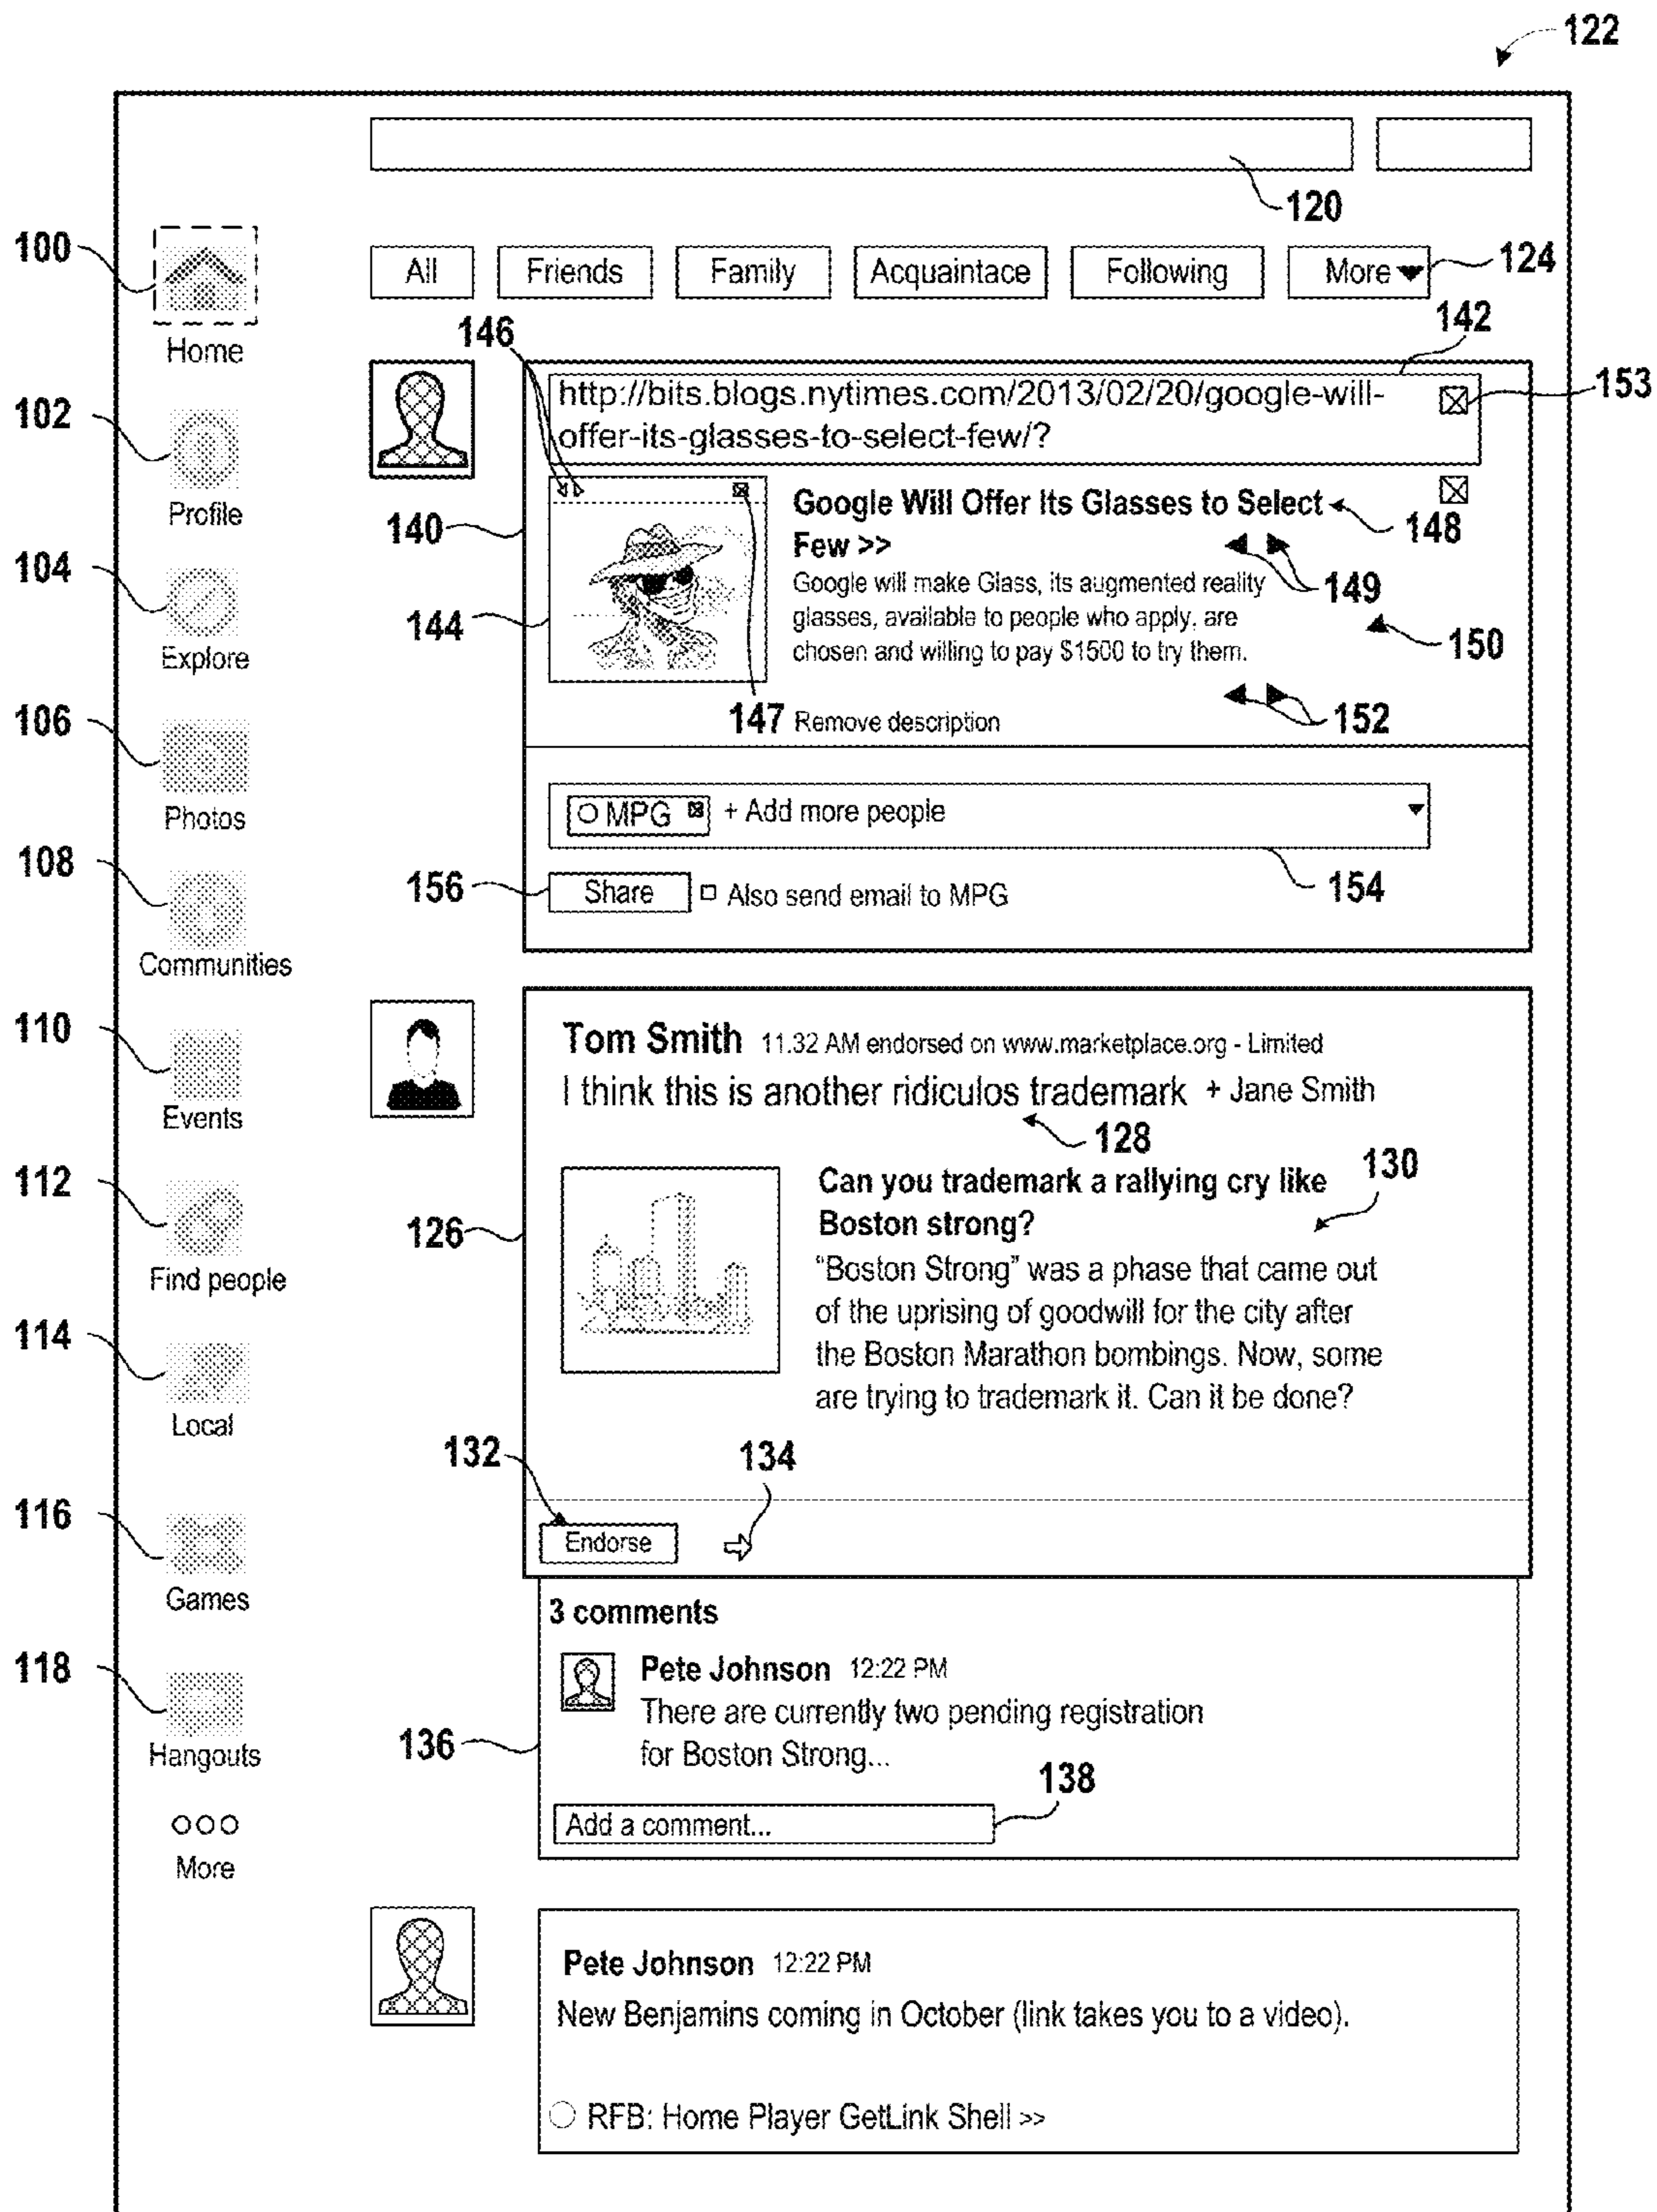 122
120
100
Home
All
Friends
Family
Acquaintace
Following
More
124
146
142
153
http://bits.blogs.nytimes.com/2013/02/20/google-will-
offer-its-glasses-to-select-few/?
102
Profile
140
Google Will Offer Its Glasses to Select
Few >>
148
149
Google will make Glass, its augmented reality
glasses, available to people who apply, are
chosen and willing to pay $1500 to try them.
150
104
Explore
144
147
Remove description
152
106
Photos
MPG
+ Add more people
154
156
Share
Also send email to MPG
108
Communities
110
Events
Tom Smith 11.32 AM endorsed on www.marketplace.org - Limited
I think this is another ridiculos trademark + Jane Smith
128
130
112
Find people
126
Can you trademark a rallying cry like
Boston strong?
“Boston Strong” was a phase that came out
of the uprising of goodwill for the city after
the Boston Marathon bombings. Now, some
are trying to trademark it. Can it be done?
114
Local
132
134
Endorse
116
Games
3 comments
Pete Johnson 12:22 PM
There are currently two pending registration
for Boston Strong...
118
Hangouts
136
138
Add a comment...
More
Pete Johnson 12:22 PM
New Benjamins coming in October (link takes you to a video).
RFB: Home Player GetLink Shell >>